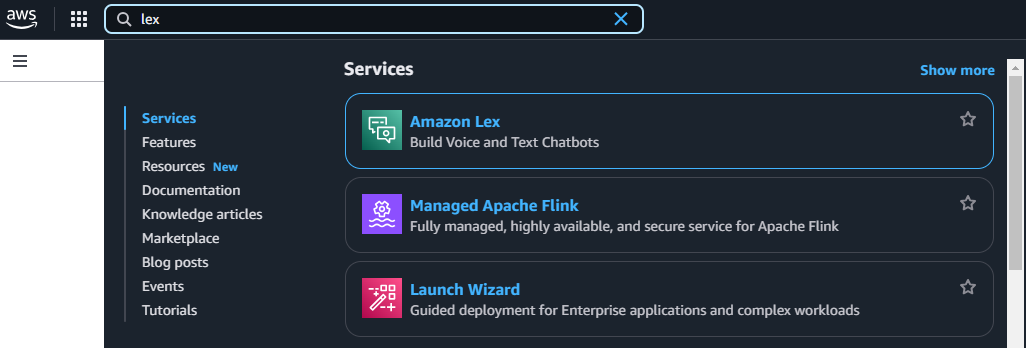 aws
lex
Services
Show more
Services
Features
Resources New
Documentation
Knowledge articles
Marketplace
Blog posts
Events
Tutorials
Amazon Lex
Build Voice and Text Chatbots
Managed Apache Flink
Fully managed, highly available, and secure service for Apache Flink
Launch Wizard
Guided deployment for Enterprise applications and complex workloads